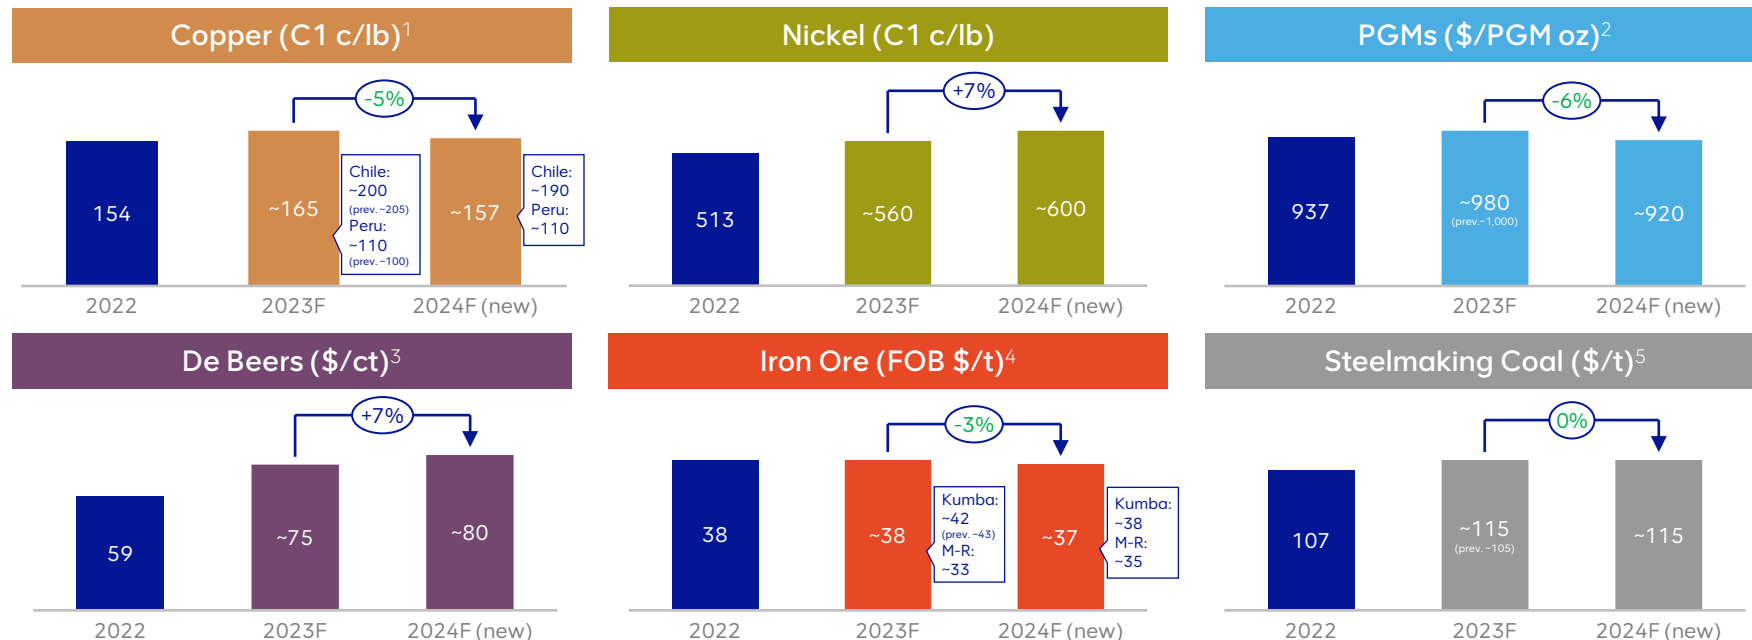 Copper (C1 c/lb)1
-5%
154
~165
Chile:
~200
(prev. ~205)
Peru:
~110
(prev. ~100)
~157
Chile:
~190
Peru:
~110
2022
2023F
2024F (new)
Nickel (C1 c/lb)
+7%
513
~560
~600
2022
2023F
2024F (new)
PGMs ($/PGM oz)2
-6%
937
~980
(prev.~1,000)
~920
2022
2023F
2024F (new)
De Beers ($/ct)3
+7%
59
~75
~80
2022
2023F
2024F (new)
Iron Ore (FOB $/t)4
-3%
38
~38
Kumba:
~42
(prev. ~43)
M-R:
~33
~37
Kumba:
~38
M-R:
~35
2022
2023F
2024F (new)
Steelmaking Coal ($/t)5
0%
107
~115
(prev. ~105)
~115
2022
2023F
2024F (new)